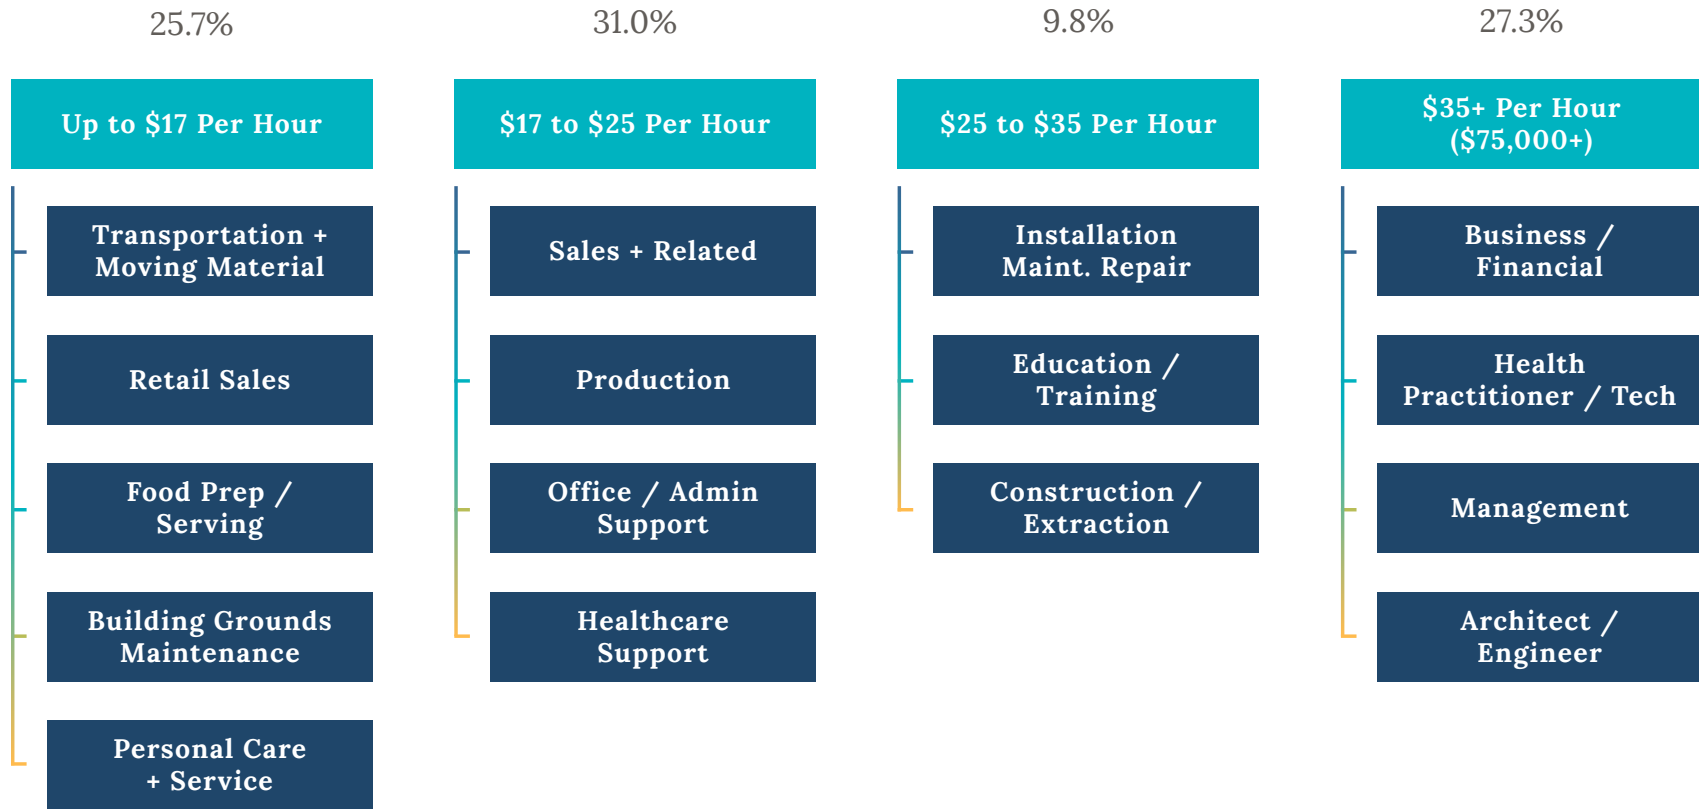 25.7%
31.0%
9.8%
27.3%
Up to $17 Per Hour
$17 to $25 Per Hour
$25 to $35 Per Hour
$35+ Per Hour
($75,000+)
Transportation +
Moving Material
Retail Sales
Food Prep /
Serving
Building Grounds
Maintenance
Personal Care
+ Service
Sales + Related
Production
Office / Admin
Support
Healthcare
Support
Installation
Maint. Repair
Education /
Training
Construction /
Extraction
Business /
Financial
Health
Practitioner / Tech
Management
Architect /
Engineer